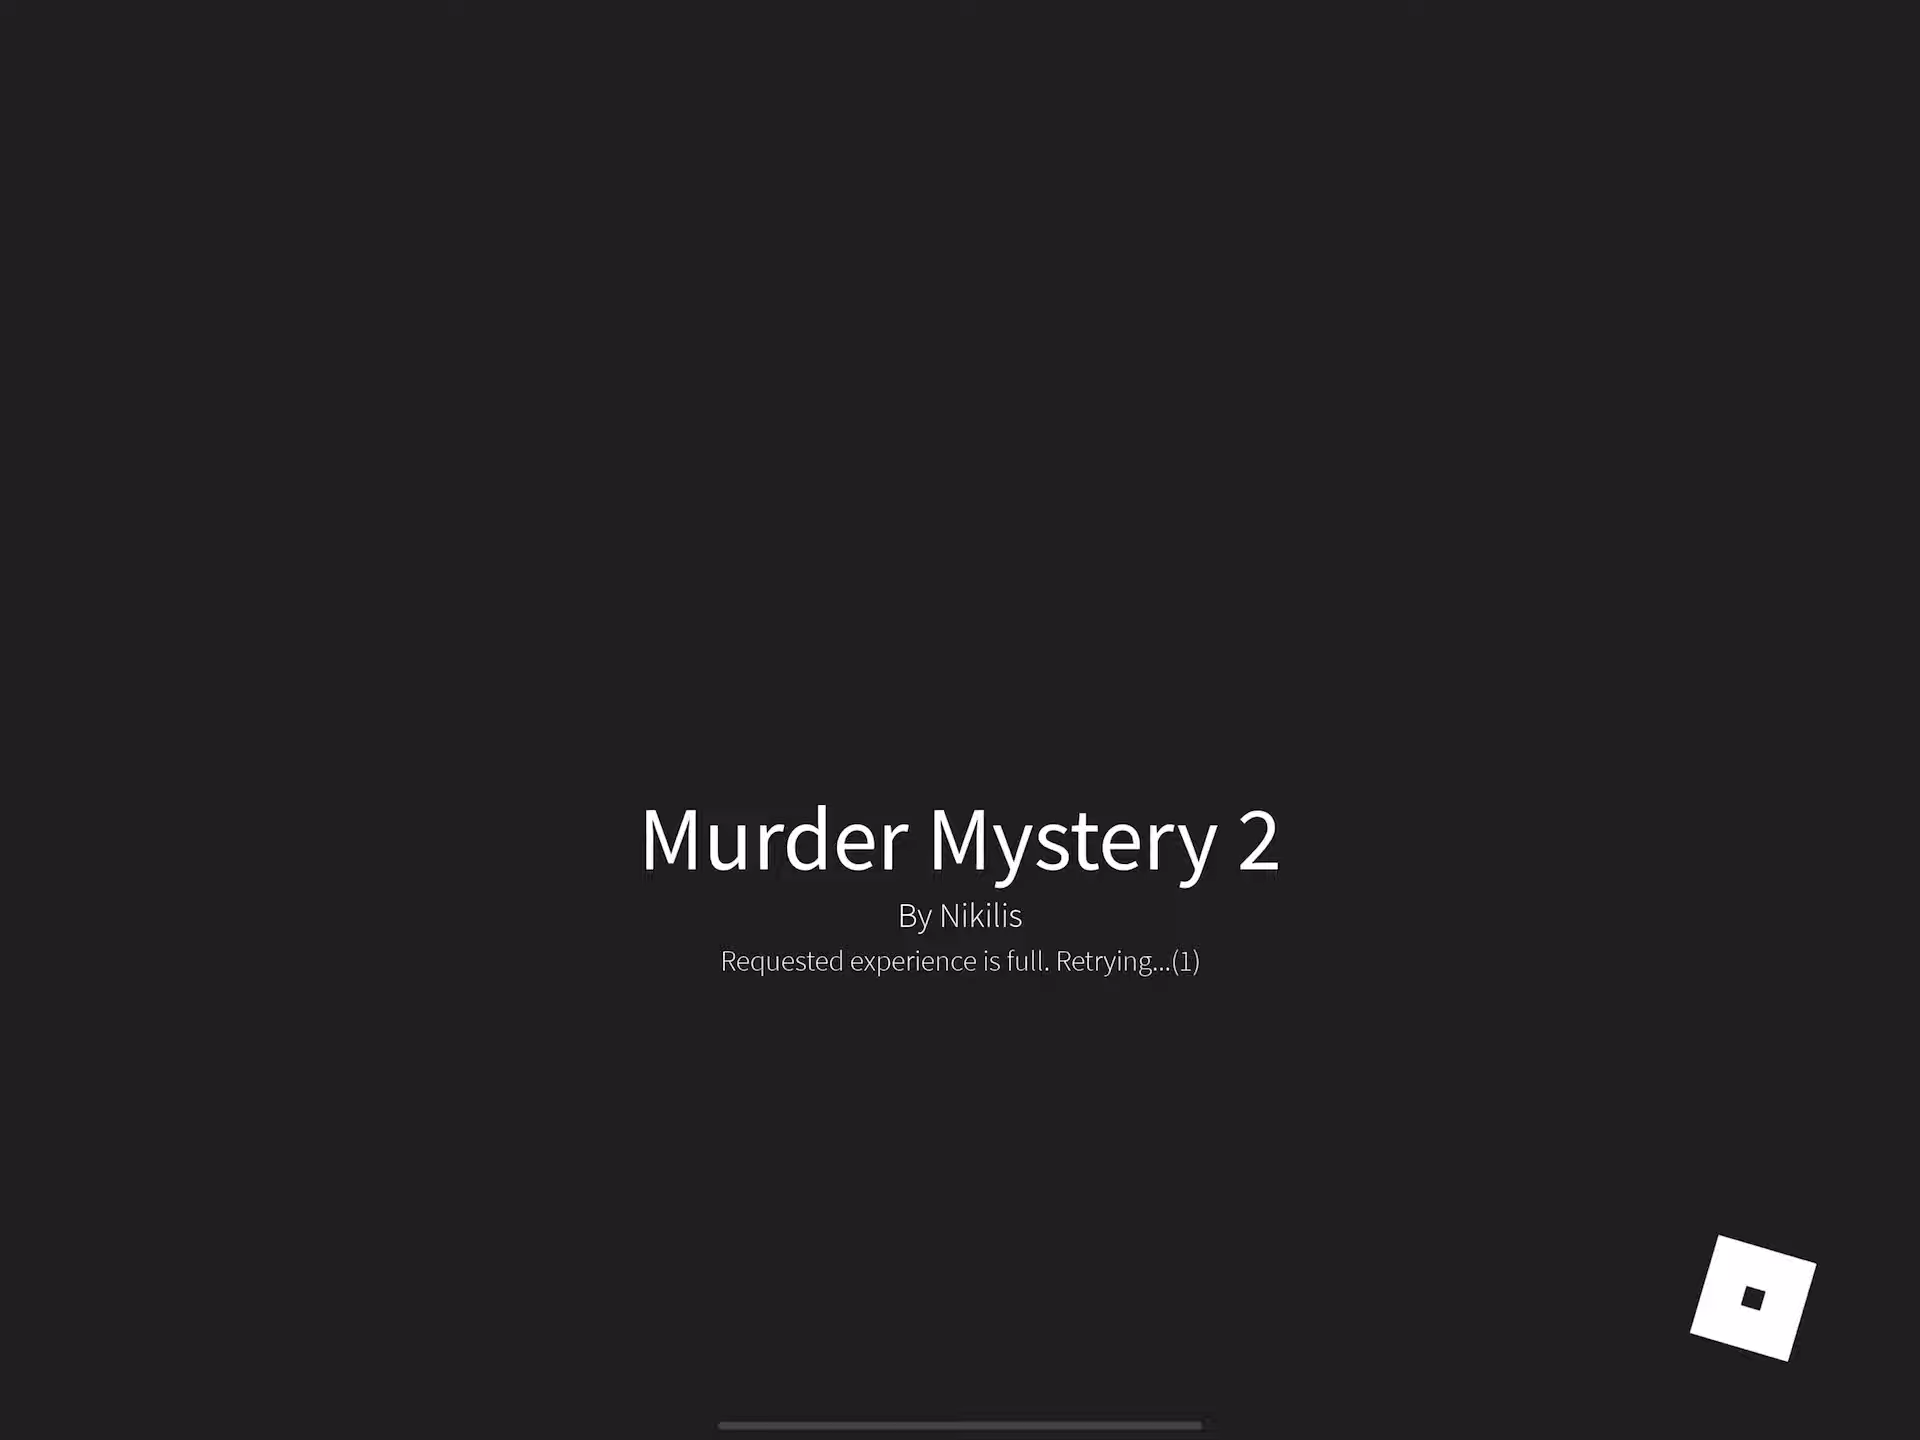 Murder Mystery 2
By Nikilis
Requested experience is full. Retrying...(1)